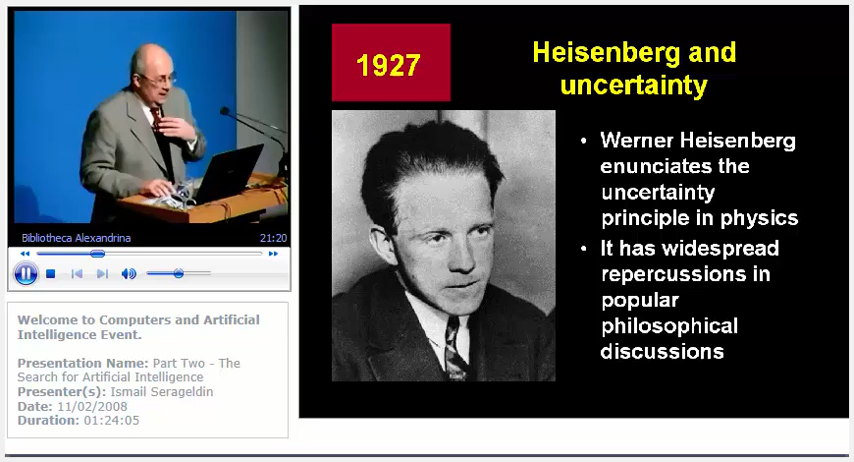 1927
Heisenberg and
uncertainty
• Werner Heisenberg
enunciates the
uncertainty
principle in physics
• It has widespread
repercussions in
popular
philosophical
discussions
Bibliotheca Alexandrina 21:20
Welcome to Computers and Artificial
Intelligence Event.
Presentation Name: Part Two - The
Search for Artificial Intelligence
Presenter(s): Ismail Serageldin
Date: 11/02/2008
Duration: 01:24:05